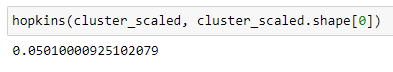 hopkins(cluster_scaled, cluster_scaled.shape[0])
0.05010000925102079